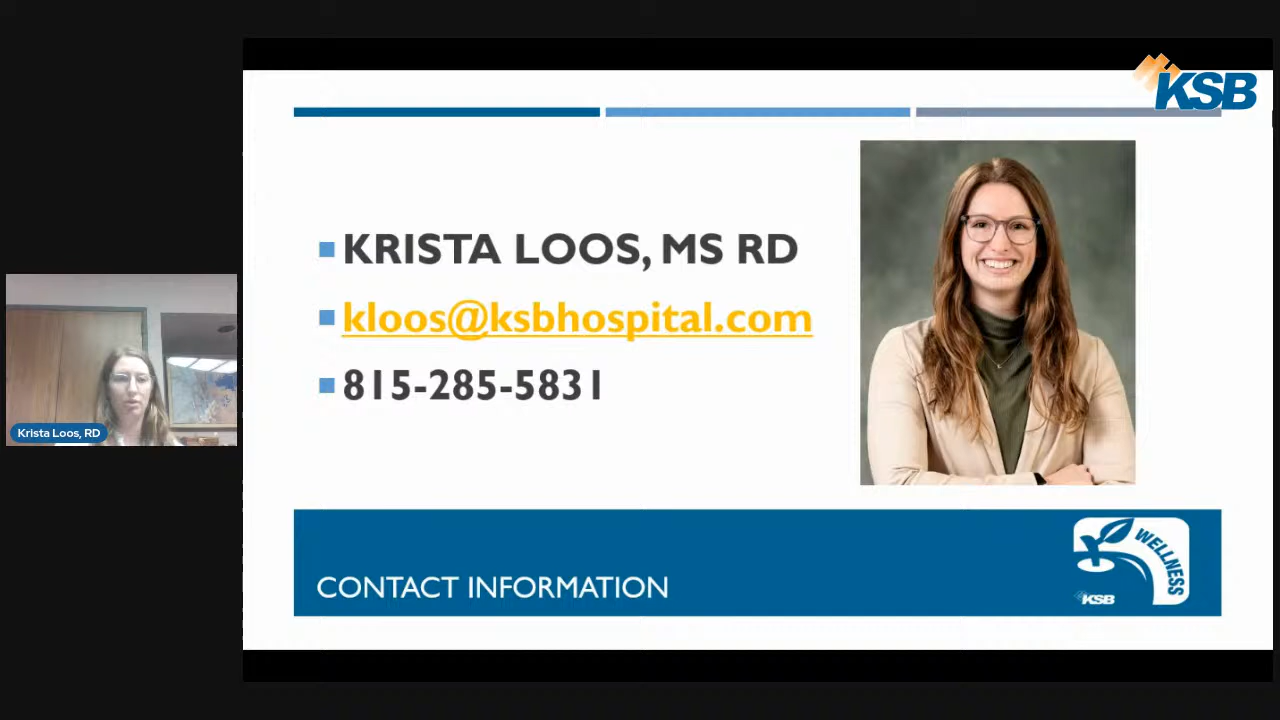 KSB
KRISTA LOOS, MS RD
kloos@ksbhospital.com
815-285-5831
Krista Loos, RD
CONTACT INFORMATION
WELLNESS
KSB